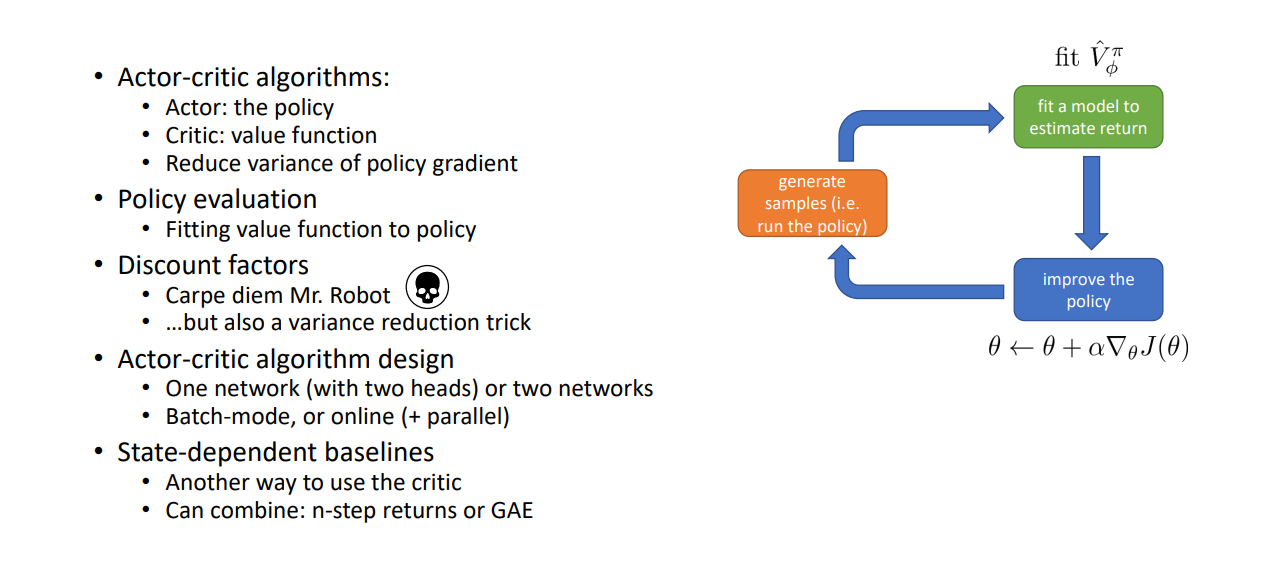 • Actor-critic algorithms:
• Actor: the policy
• Critic: value function
• Reduce variance of policy gradient
• Policy evaluation
• Fitting value function to policy
• Discount factors
• Carpe diem Mr. Robot
• …but also a variance reduction trick
• Actor-critic algorithm design
• One network (with two heads) or two networks
• Batch-mode, or online (+ parallel)
• State-dependent baselines
• Another way to use the critic
• Can combine: n-step returns or GAE
fit $\hat{V}^{\pi}_{\phi}$
fit a model to
estimate return
generate
samples (i.e.
run the policy)
improve the
policy
$\theta \leftarrow \theta + \alpha \nabla_{\theta} J(\theta)$